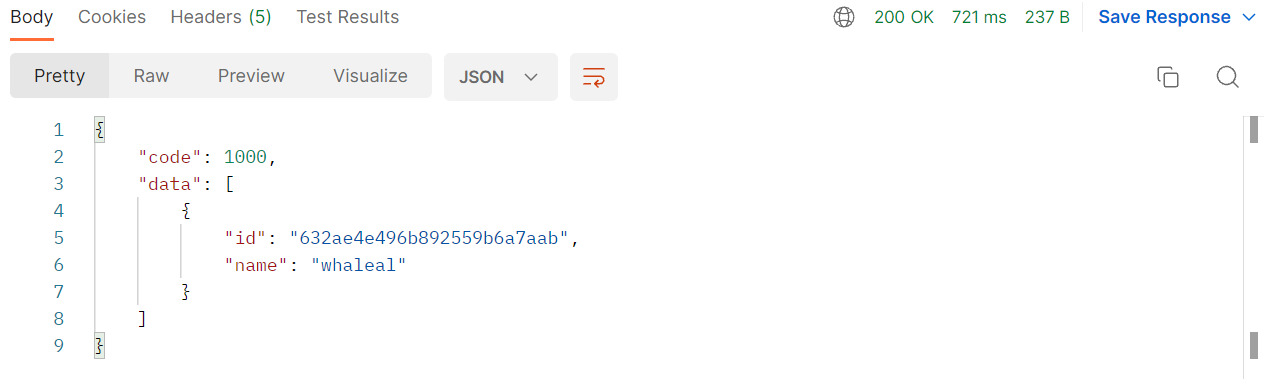 Body Cookies Headers (5) Test Results 200 OK 721 ms 237 B Save Response
Pretty Raw Preview Visualize JSON
1 {
2 "code": 1000,
3 "data": [
4 {
5 "id": "632ae4e496b892559b6a7aab",
6 "name": "whaleal"
7 }
8 ]
9 }